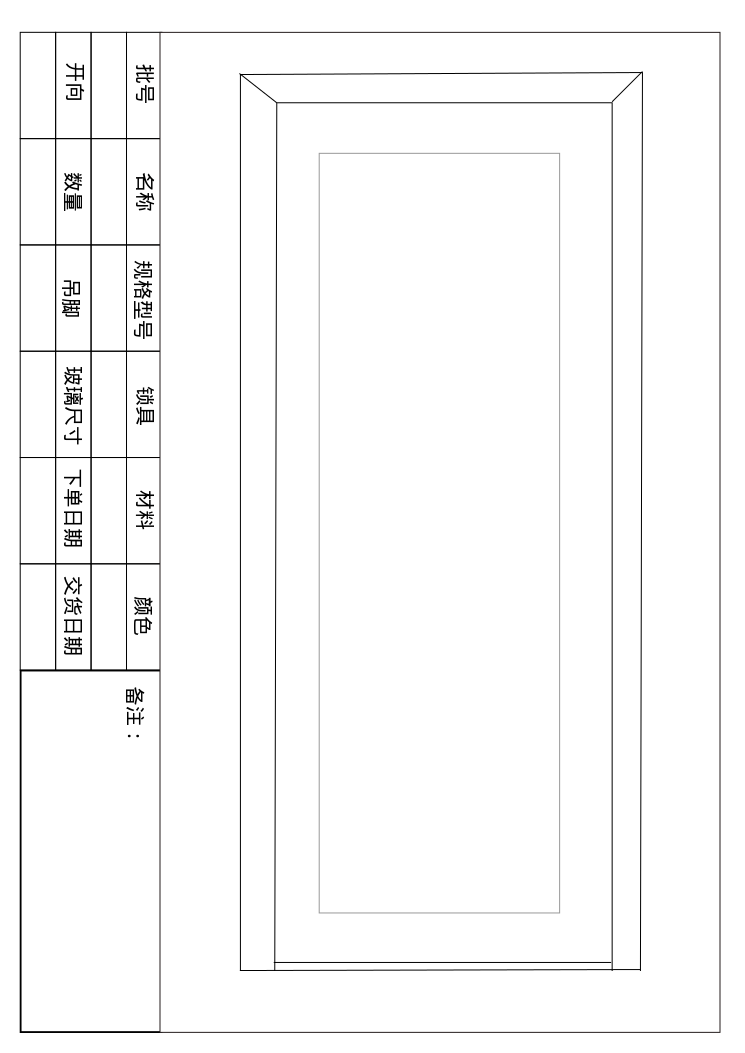 批号
名称
规格型号
锁具
材料
颜色
开向
数量
吊脚
玻璃尺寸
下单日期
交货日期
备注：